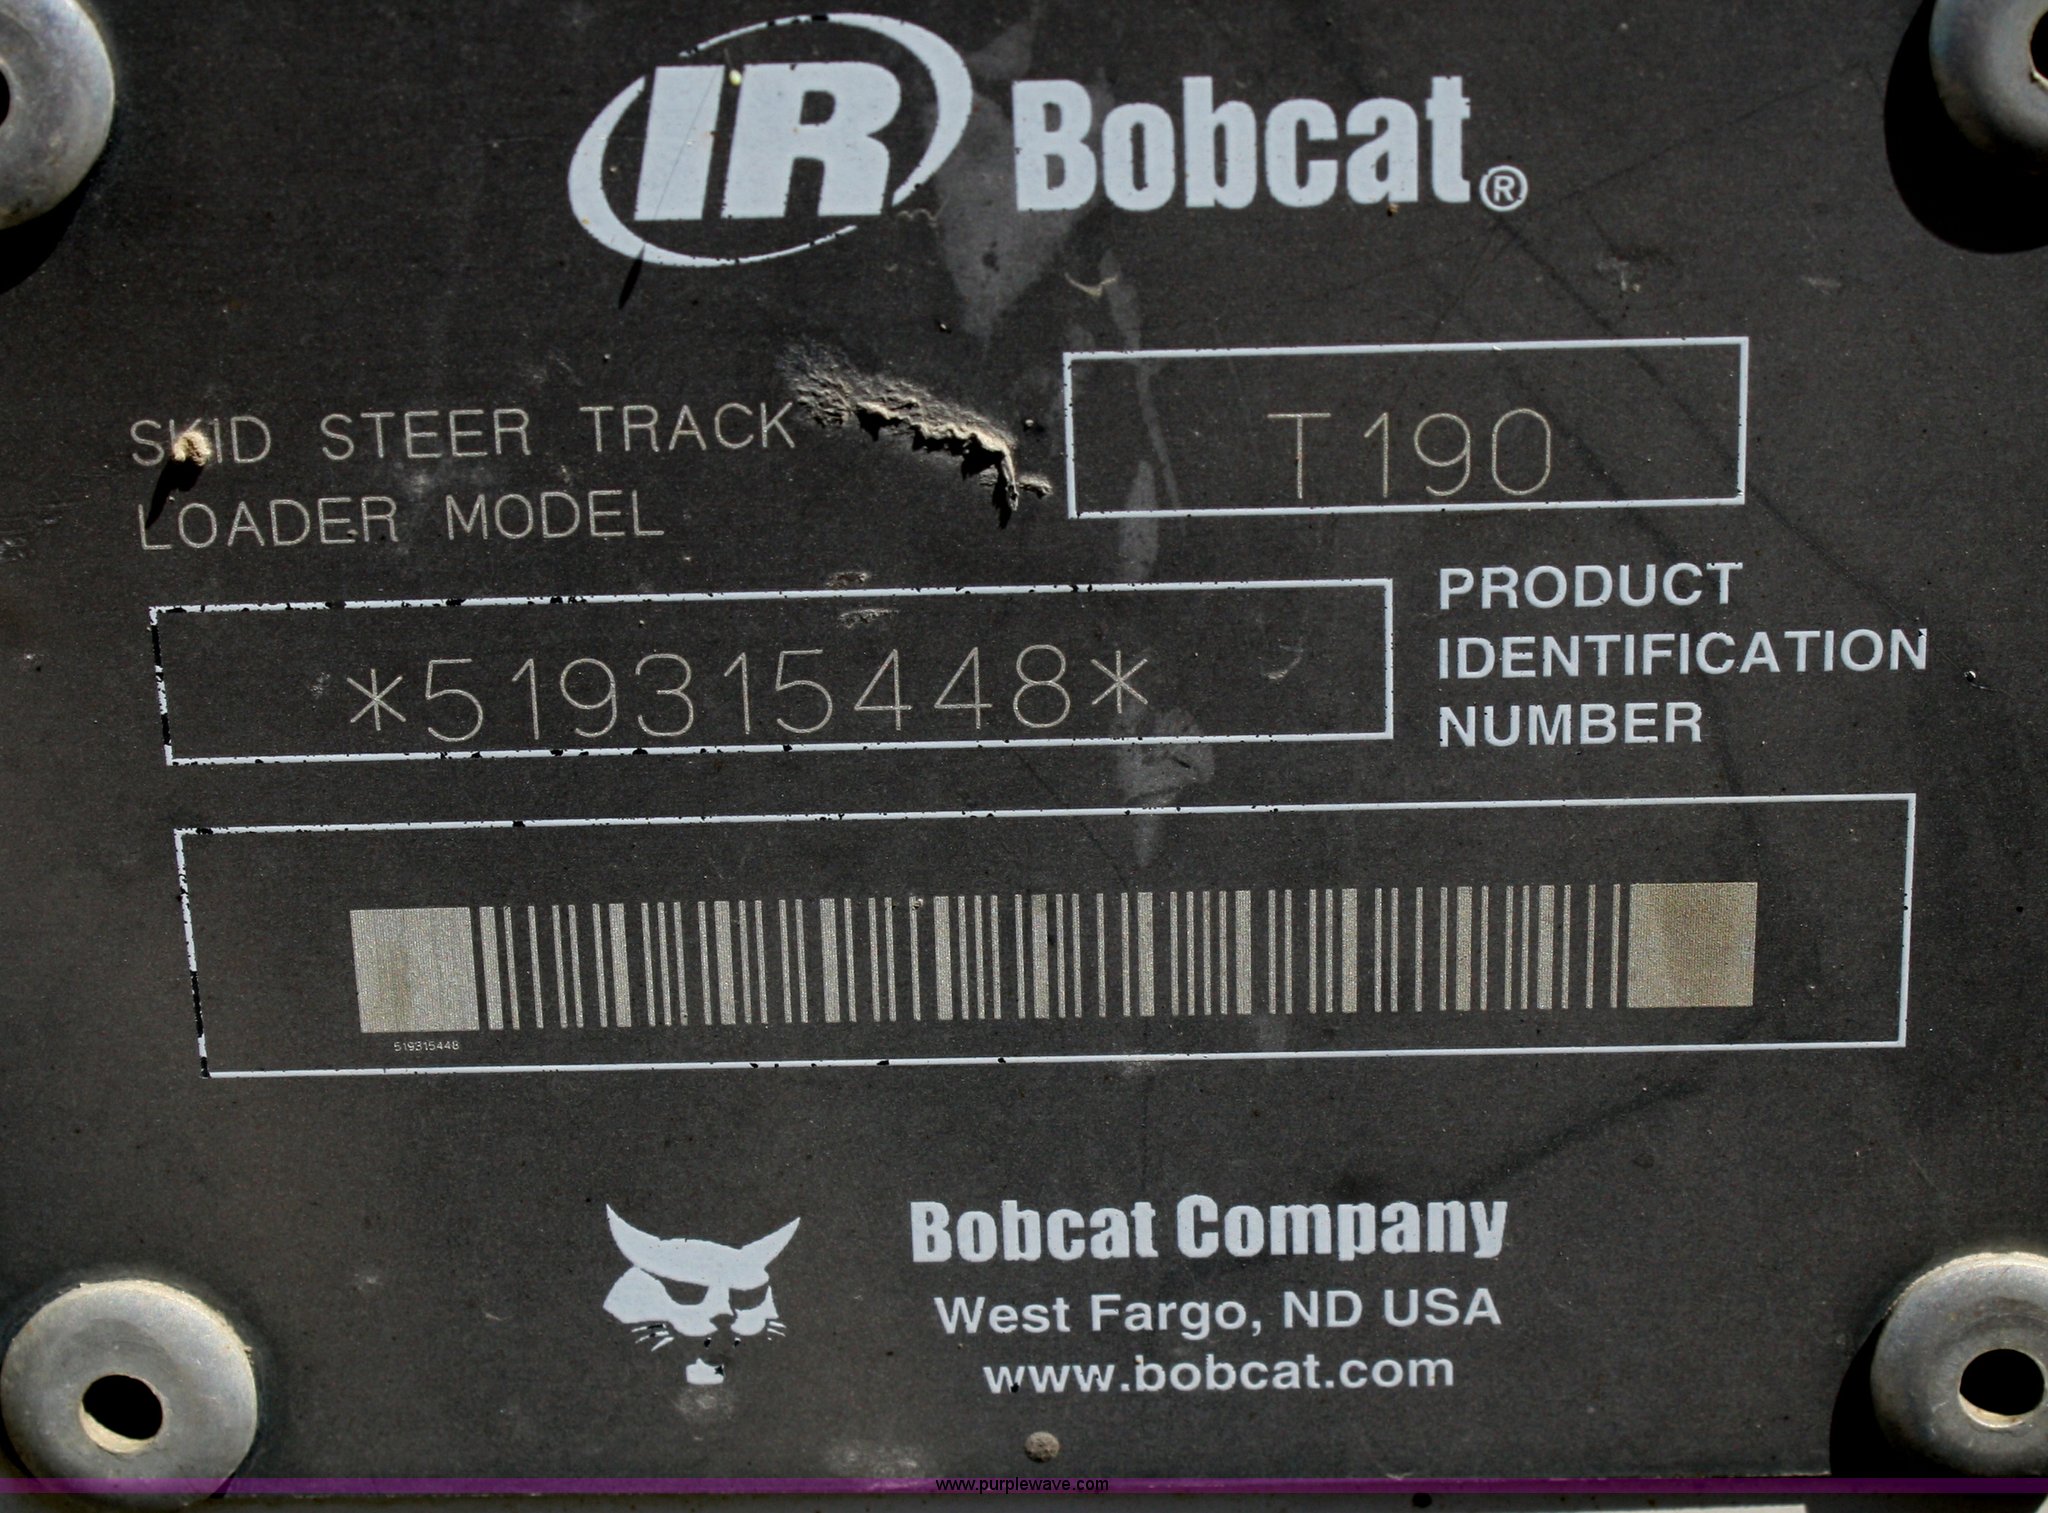 IR Bobcat®
SKID STEER TRACK
LOADER MODEL
T190
*519315448*
PRODUCT
IDENTIFICATION
NUMBER
519315448
Bobcat Company
West Fargo, ND USA
www.bobcat.com
www.purplewave.com